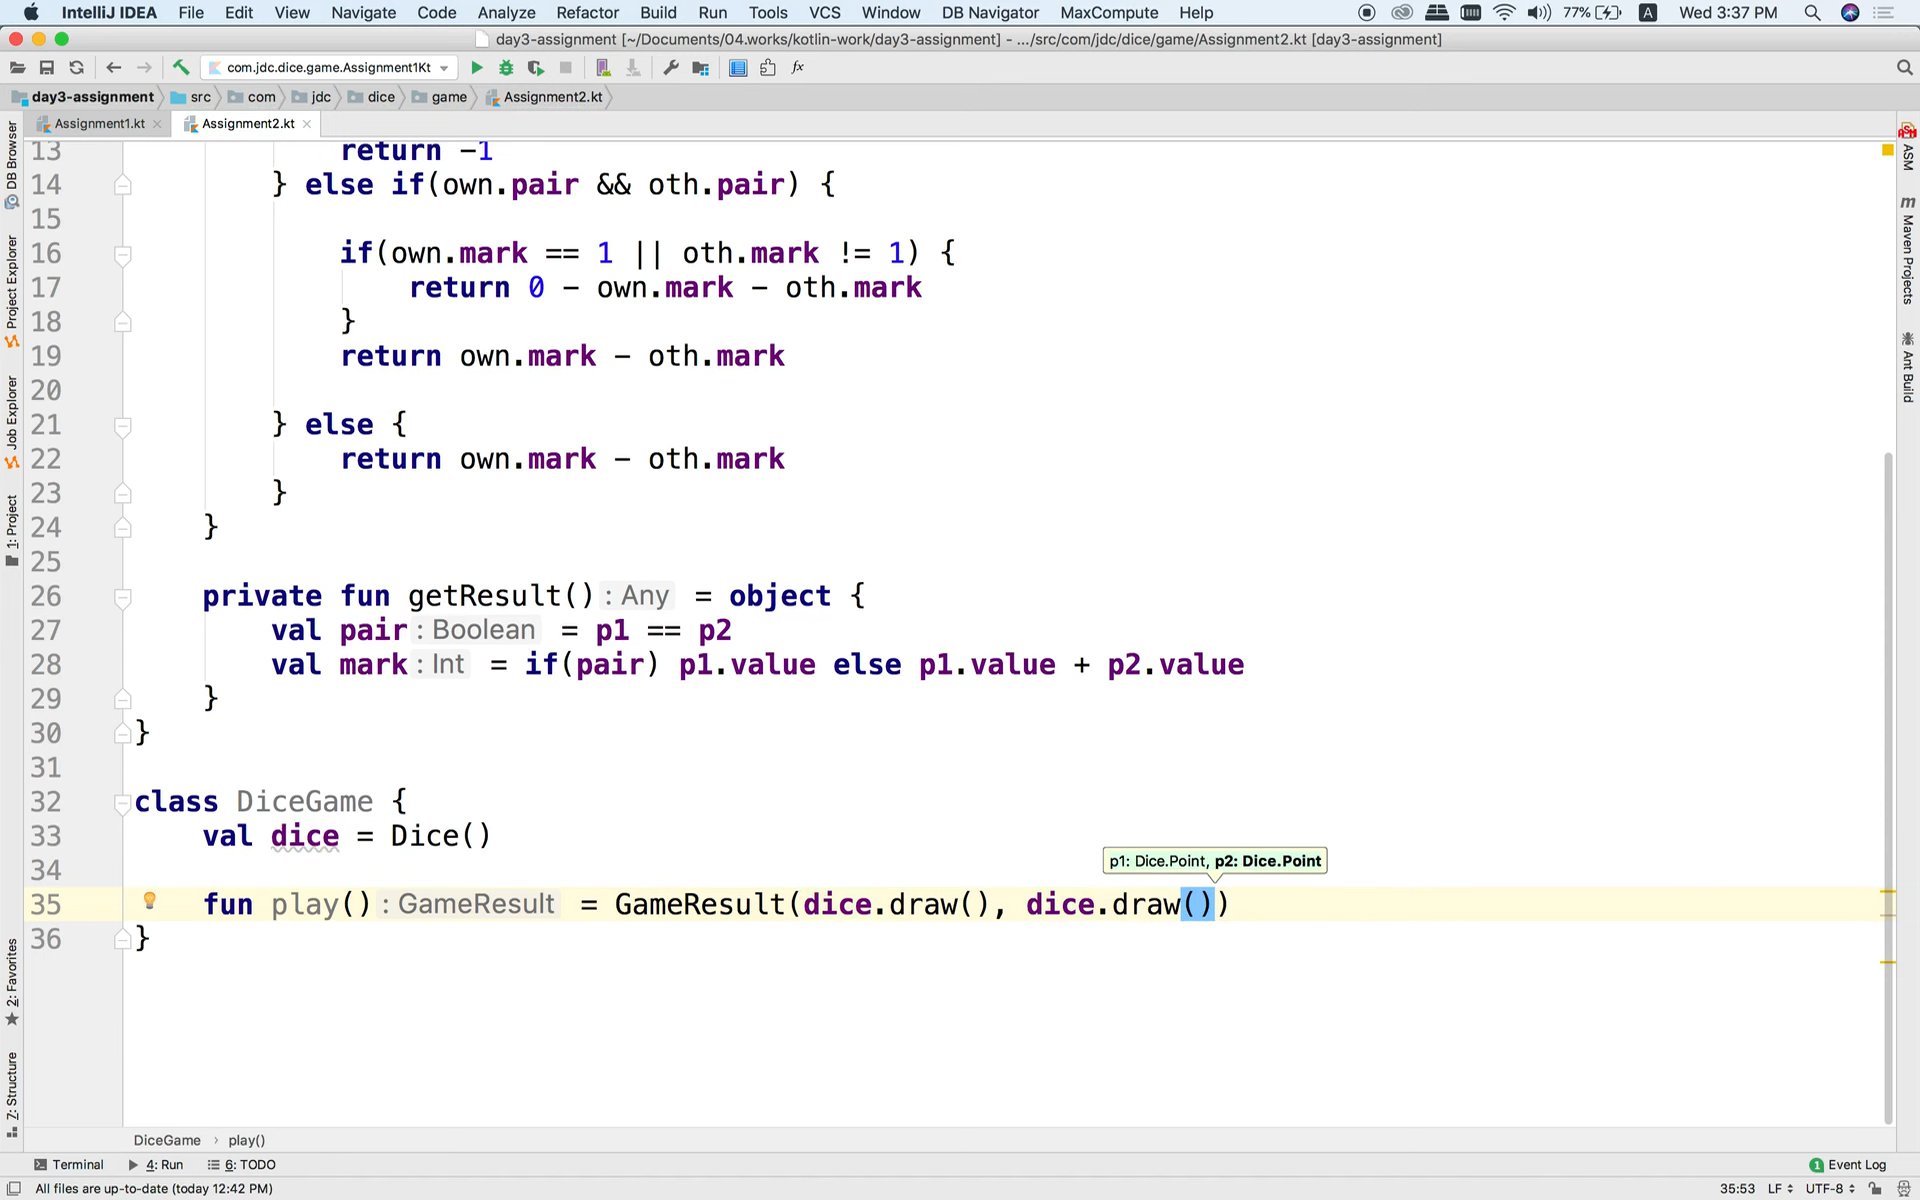 IntelliJ IDEA File Edit View Navigate Code Analyze Refactor Build Run Tools VCS Window DB Navigator MaxCompute Help 77% A Wed 3:37 PM
day3-assignment [~/Documents/04.works/kotlin-work/day3-assignment] - .../src/com/jdc/dice/game/Assignment2.kt [day3-assignment]
com.jdc.dice.game.Assignment1Kt
day3-assignment src com jdc dice game Assignment2.kt
Assignment1.kt Assignment2.kt
DB Browser
Project Explorer
Job Explorer
1: Project
2: Favorites
Z: Structure
13 return -1
14 } else if(own.pair && oth.pair) {
15
16 if(own.mark == 1 || oth.mark != 1) {
17 return 0 - own.mark - oth.mark
18 }
19 return own.mark - oth.mark
20
21 } else {
22 return own.mark - oth.mark
23 }
24 }
25
26 private fun getResult() : Any = object {
27 val pair : Boolean = p1 == p2
28 val mark : Int = if(pair) p1.value else p1.value + p2.value
29 }
30 }
31
32 class DiceGame {
33 val dice = Dice()
34
p1: Dice.Point, p2: Dice.Point
35 fun play() : GameResult = GameResult(dice.draw(), dice.draw())
36 }
ASM
ASM
m Maven Projects
Ant Build
DiceGame › play()
Terminal 4: Run 6: TODO 1 Event Log
All files are up-to-date (today 12:42 PM) 35:53 LF UTF-8